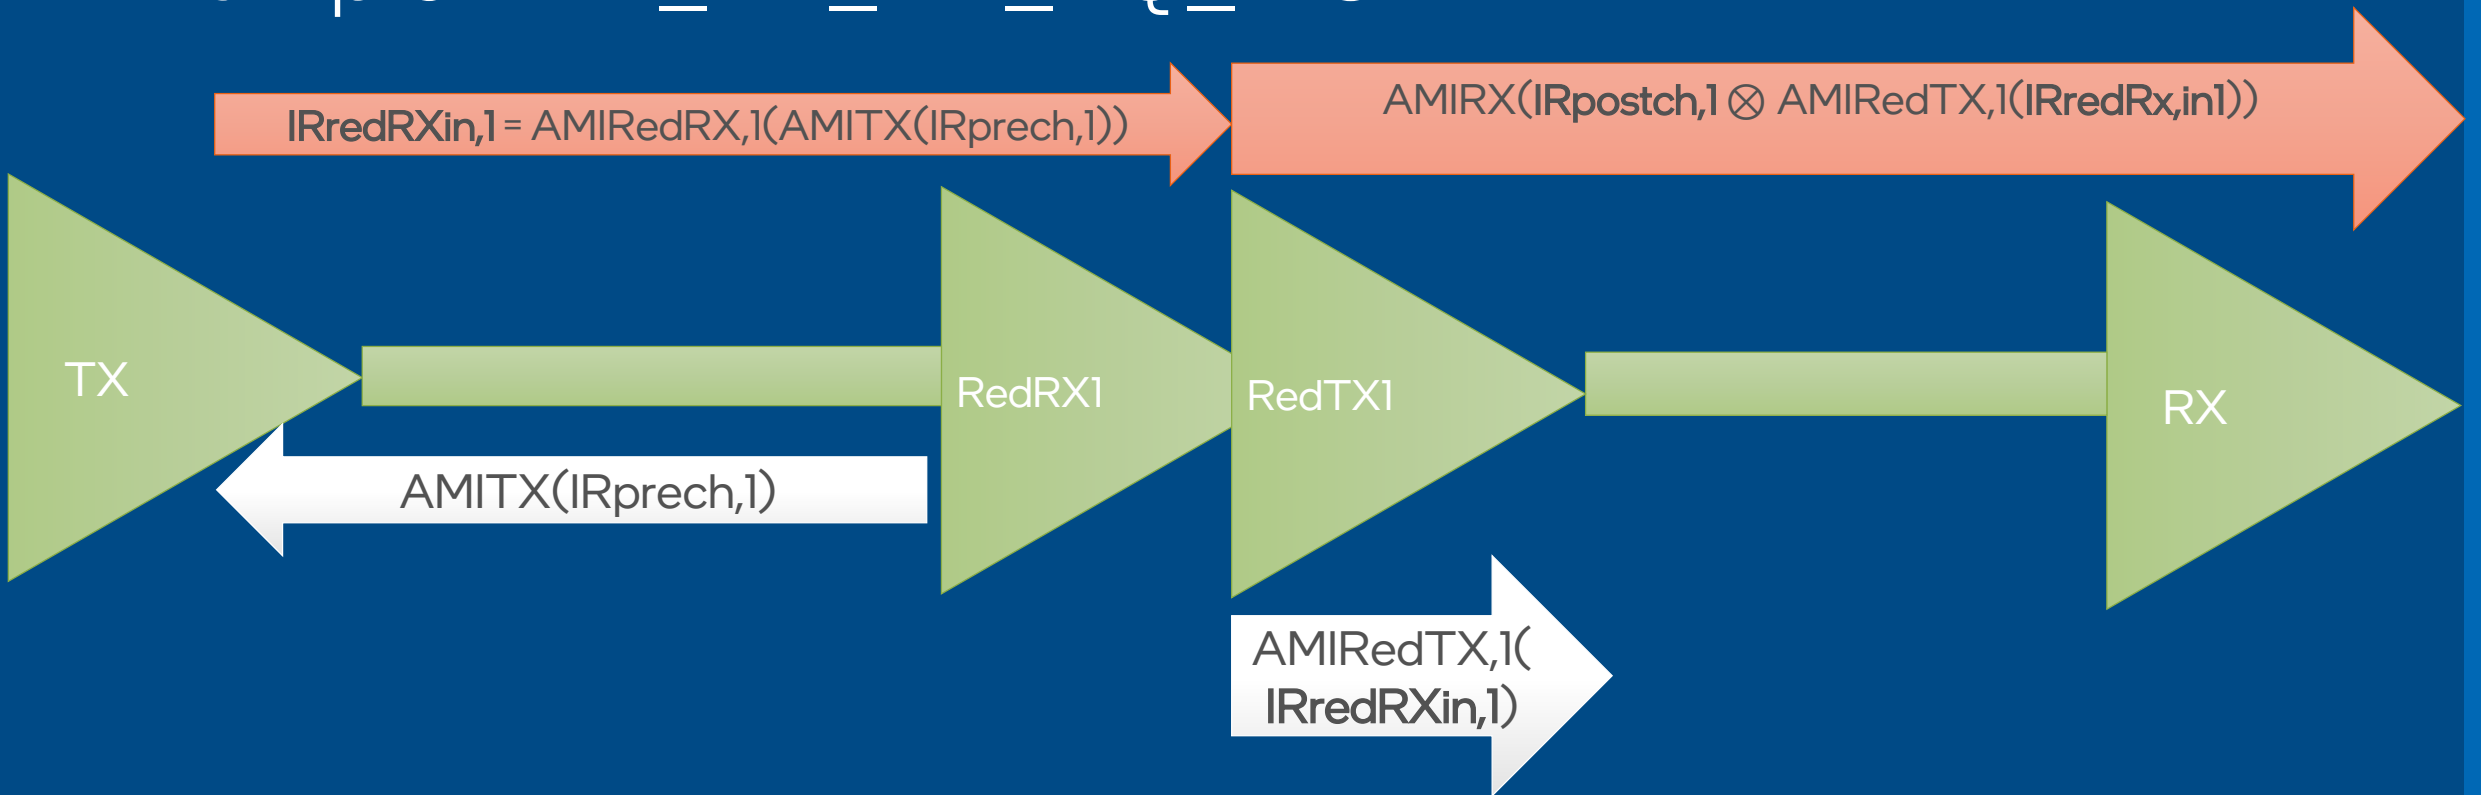 IRredRXin,1 = AMIRedRX,1(AMITX(IRprech,1))
AMIRX(IRpostch,1 ⊗ AMIRedTX,1(IRredRx,in1))
TX
RedRX1
RedTX1
RX
AMITX(IRprech,1)
AMIRedTX,1(
IRredRXin,1)